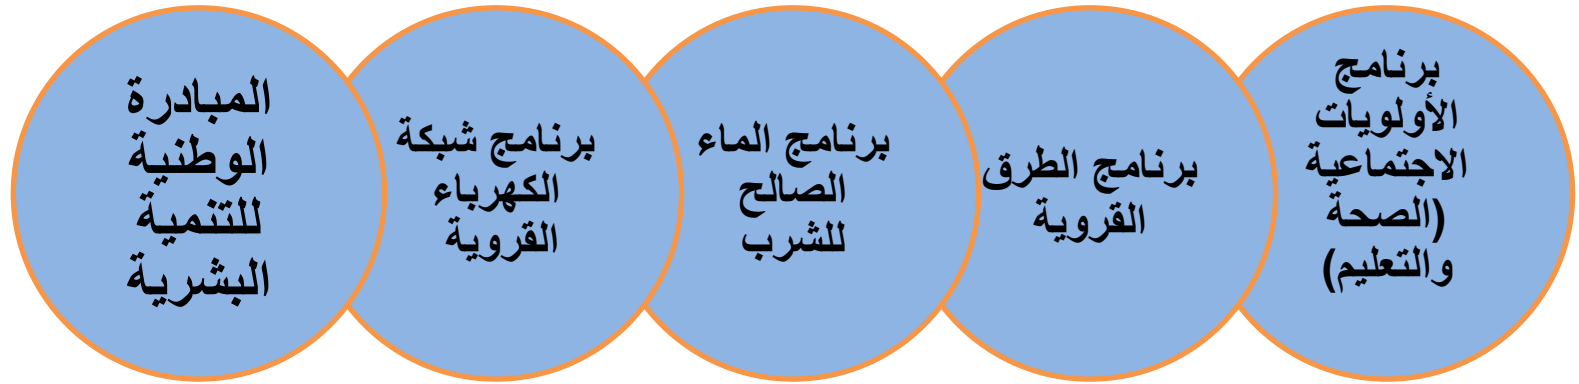 برنامج
الأولويات
الاجتماعية
(الصحة
والتعليم)
برنامج الطرق
القروية
برنامج الماء
الصالح
للشرب
برنامج شبكة
الكهرباء
القروية
المبادرة
الوطنية
للتنمية
البشرية